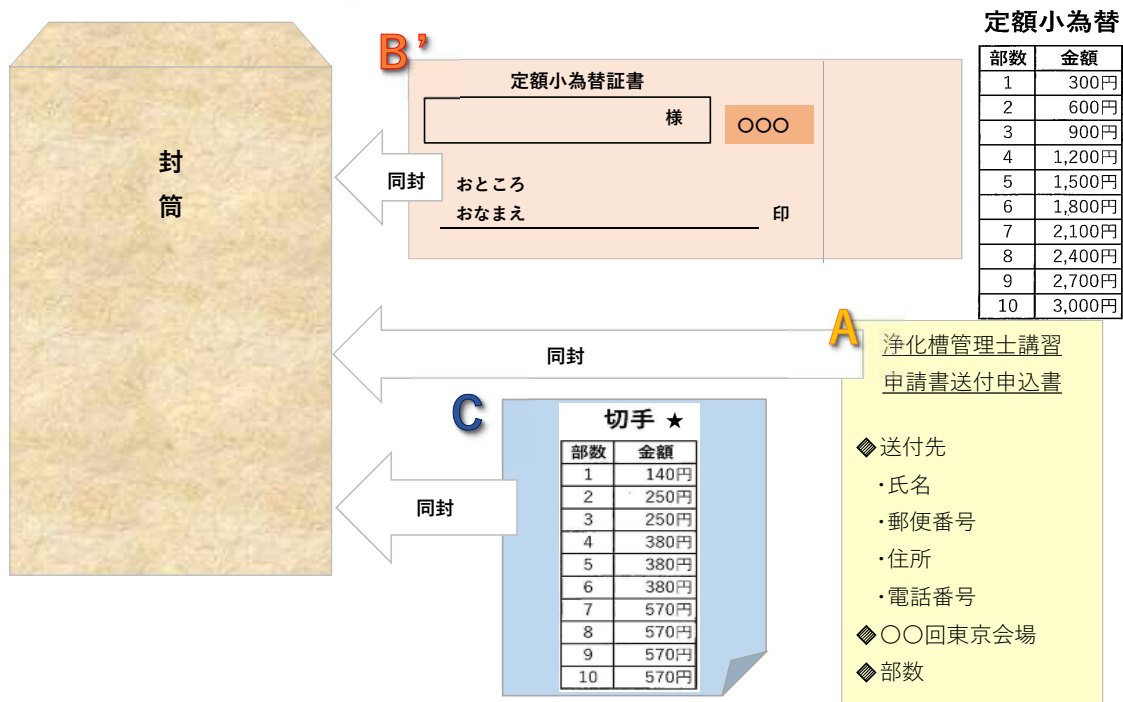 封
筒
B’
定額小為替証書
様
〇〇〇
同封
おところ
おなまえ
印
定額小為替
部数 金額
1 300円
2 600円
3 900円
4 1,200円
5 1,500円
6 1,800円
7 2,100円
8 2,400円
9 2,700円
10 3,000円
同封
A
浄化槽管理士講習
申請書送付申込書
◆送付先
・氏名
・郵便番号
・住所
・電話番号
◆〇〇回東京会場
◆部数
C
同封
切手 ★
部数 金額
1 140円
2 250円
3 250円
4 380円
5 380円
6 380円
7 570円
8 570円
9 570円
10 570円